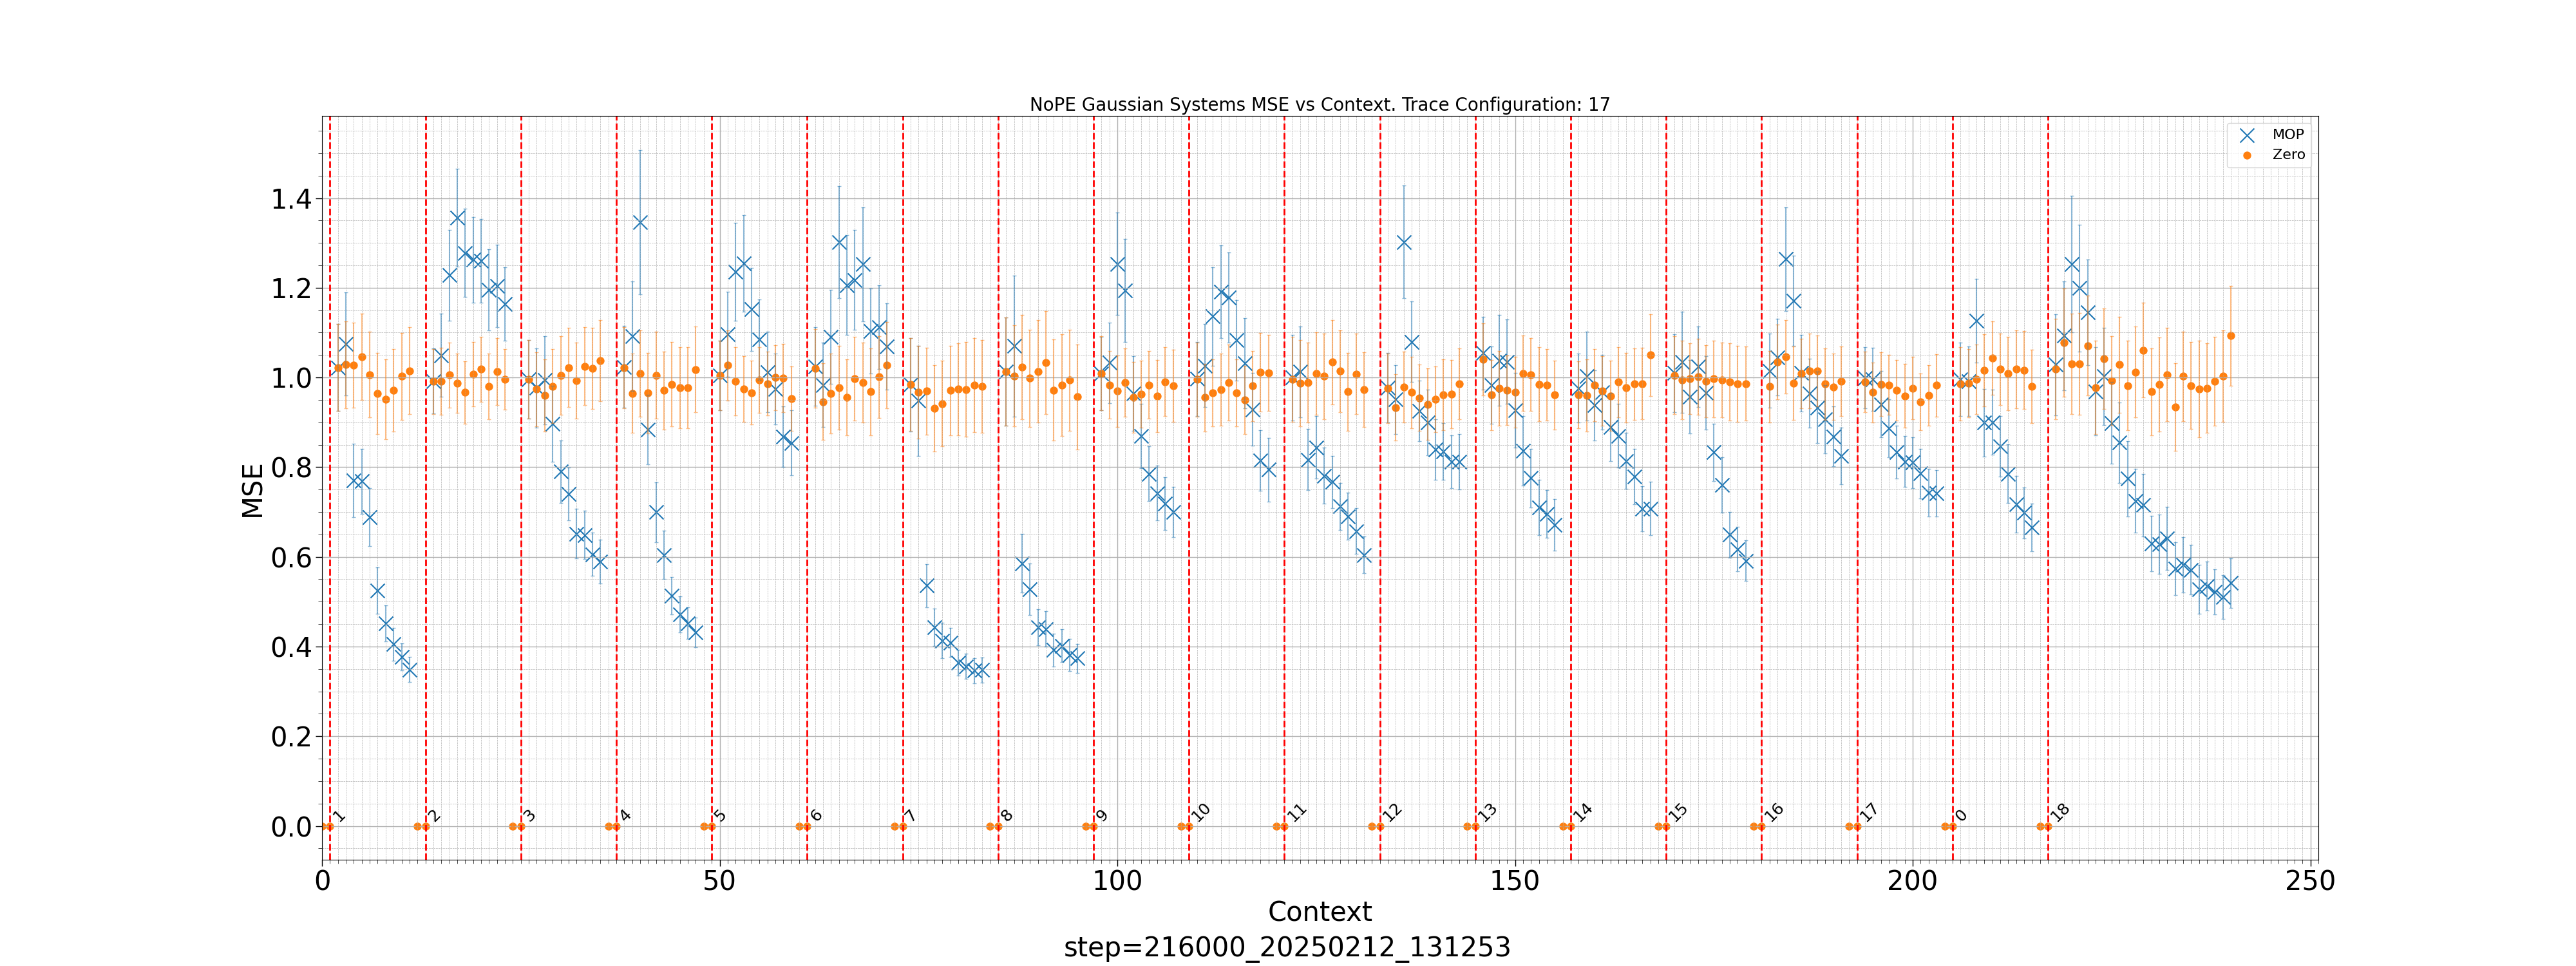 NoPE Gaussian Systems MSE vs Context. Trace Configuration: 17
MOP
Zero
1.4
1.2
1.0
0.8
0.6
0.4
0.2
0.0
MSE
1 2 3 4 5 6 7 8 9 10 11 12 13 14 15 16 17 0 18
0 50 100 150 200 250
Context
step=216000_20250212_131253